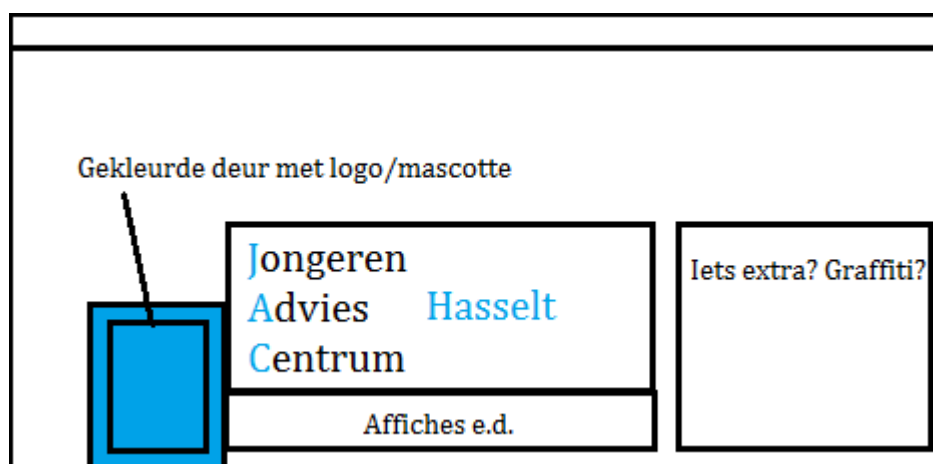 Gekleurde deur met logo/mascotte
Jongeren
Advies Hasselt
Centrum
Iets extra? Graffiti?
Affiches e.d.